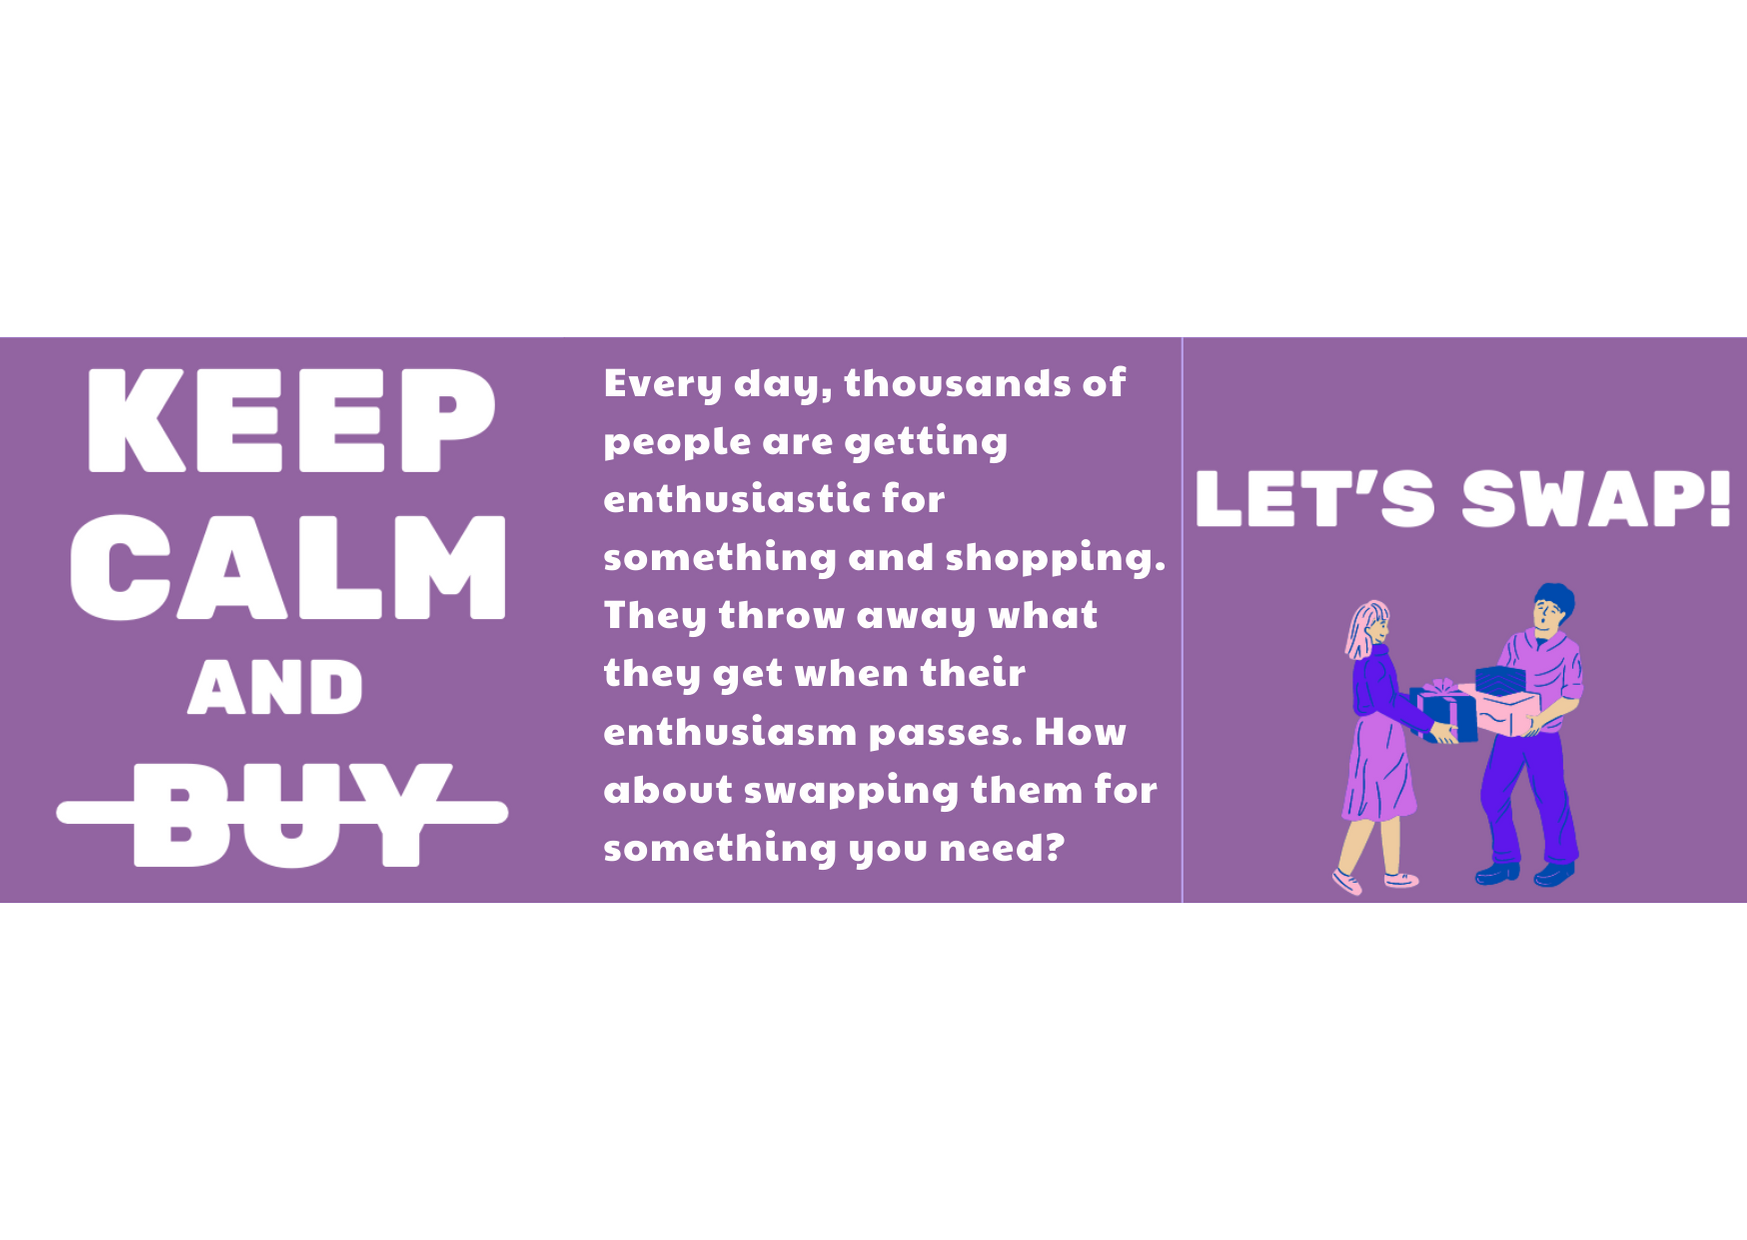 KEEP
CALM
AND
BUY
Every day, thousands of
people are getting
enthusiastic for
something and shopping.
They throw away what
they get when their
enthusiasm passes. How
about swapping them for
something you need?
LET'S SWAP!